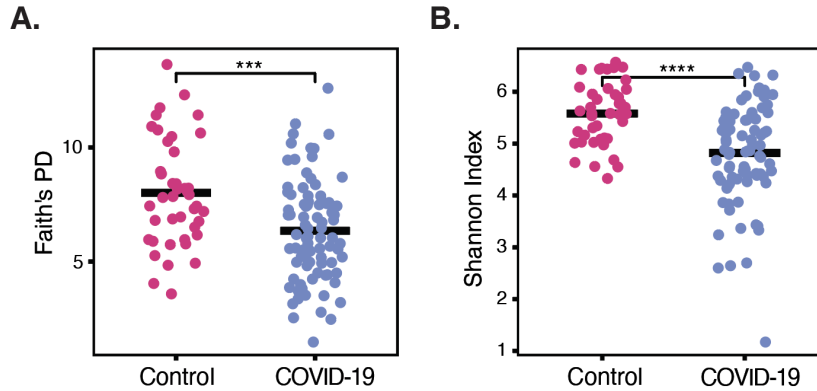 A.
***
10
5
Faith's PD
Control
COVID-19
B.
****
6
5
4
3
2
1
Shannon Index
Control
COVID-19